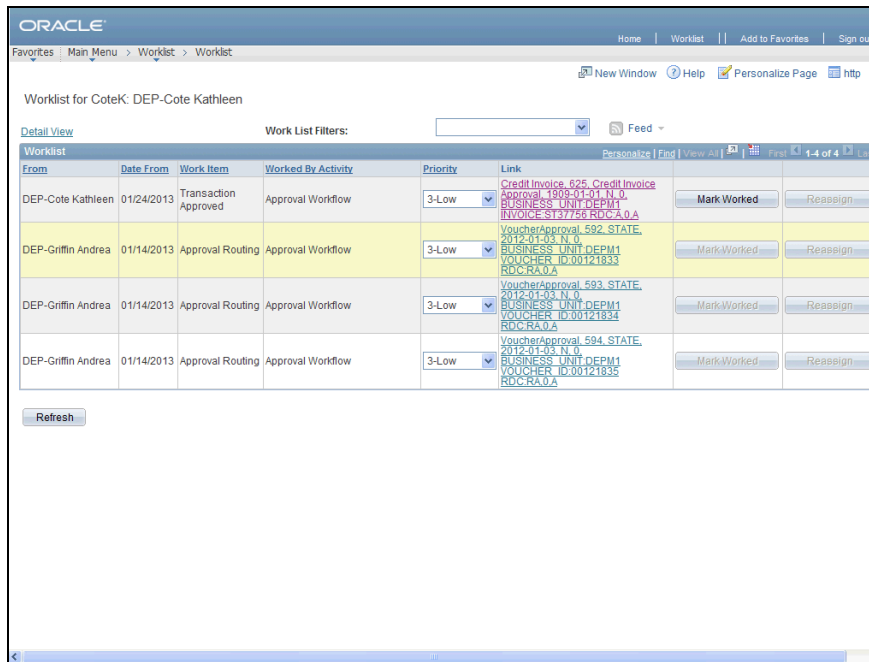 ORACLE
Home | Worklist || Add to Favorites | Sign ou
Favorites Main Menu > Worklist > Worklist
New Window Help Personalize Page http
Worklist for CoteK: DEP-Cote Kathleen
Detail View Work List Filters: Feed
Worklist Personalize | Find | View All | First 1-4 of 4 La
From Date From Work Item Worked By Activity Priority Link
DEP-Cote Kathleen 01/24/2013 Transaction Approved Approval Workflow 3-Low
Credit Invoice, 625, Credit Invoice
Approval, 1909-01-01, N, 0,
BUSINESS_UNIT:DEPM1
INVOICE:ST37756 RDC:A,0,A
Mark Worked Reassign
DEP-Griffin Andrea 01/14/2013 Approval Routing Approval Workflow 3-Low
VoucherApproval, 592, STATE,
2012-01-03, N, 0,
BUSINESS_UNIT:DEPM1
VOUCHER_ID:00121833
RDC:RA,0,A
Mark Worked Reassign
DEP-Griffin Andrea 01/14/2013 Approval Routing Approval Workflow 3-Low
VoucherApproval, 593, STATE,
2012-01-03, N, 0,
BUSINESS_UNIT:DEPM1
VOUCHER_ID:00121834
RDC:RA,0,A
Mark Worked Reassign
DEP-Griffin Andrea 01/14/2013 Approval Routing Approval Workflow 3-Low
VoucherApproval, 594, STATE,
2012-01-03, N, 0,
BUSINESS_UNIT:DEPM1
VOUCHER_ID:00121835
RDC:RA,0,A
Mark Worked Reassign
Refresh